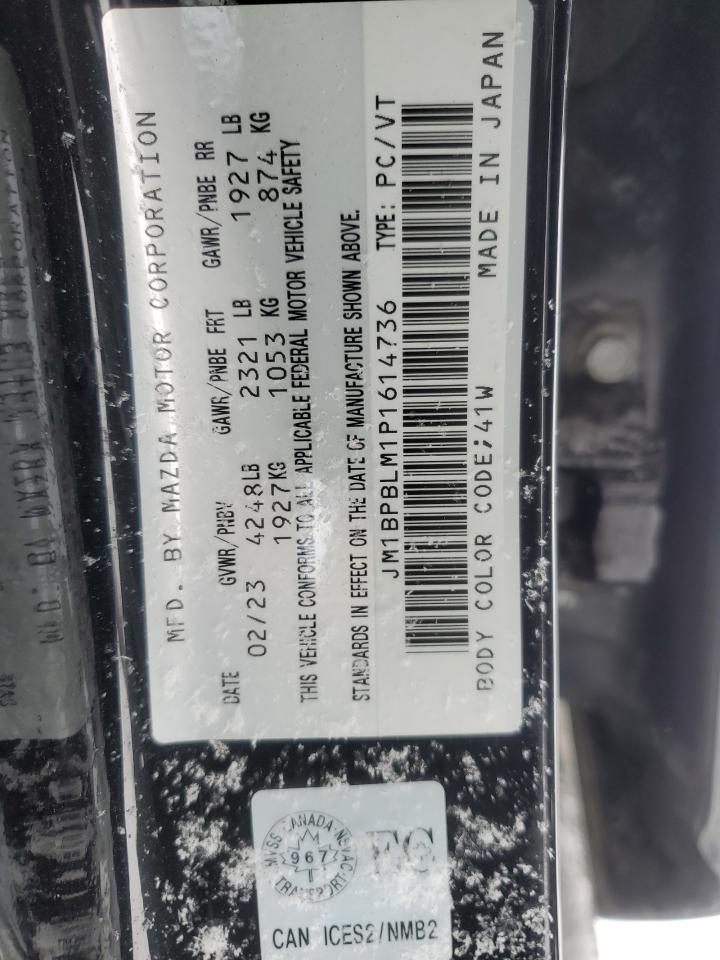 MFD. BY MAZDA MOTOR CORPORATION
DATE GVWR/PNBV GAWR/PNBE FRT GAWR/PNBE RR
02/23 4248LB 2321 LB 1927 LB
1927KG 1053 KG 874 KG
THIS VEHICLE CONFORMS TO ALL APPLICABLE FEDERAL MOTOR VEHICLE SAFETY
STANDARDS IN EFFECT ON THE DATE OF MANUFACTURE SHOWN ABOVE.
JM1BPBLM1P1614736 TYPE: PC/VT
BODY COLOR CODE;41W MADE IN JAPAN
CANADA
967
TRANSPORT
CAN ICES2/NMB2